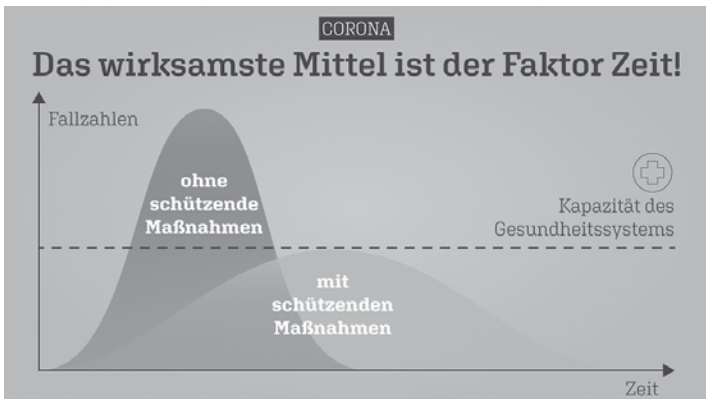 CORONA
Das wirksamste Mittel ist der Faktor Zeit!
Fallzahlen
ohne
schützende
Maßnahmen
Kapazität des
Gesundheitssystems
mit
schützenden
Maßnahmen
Zeit